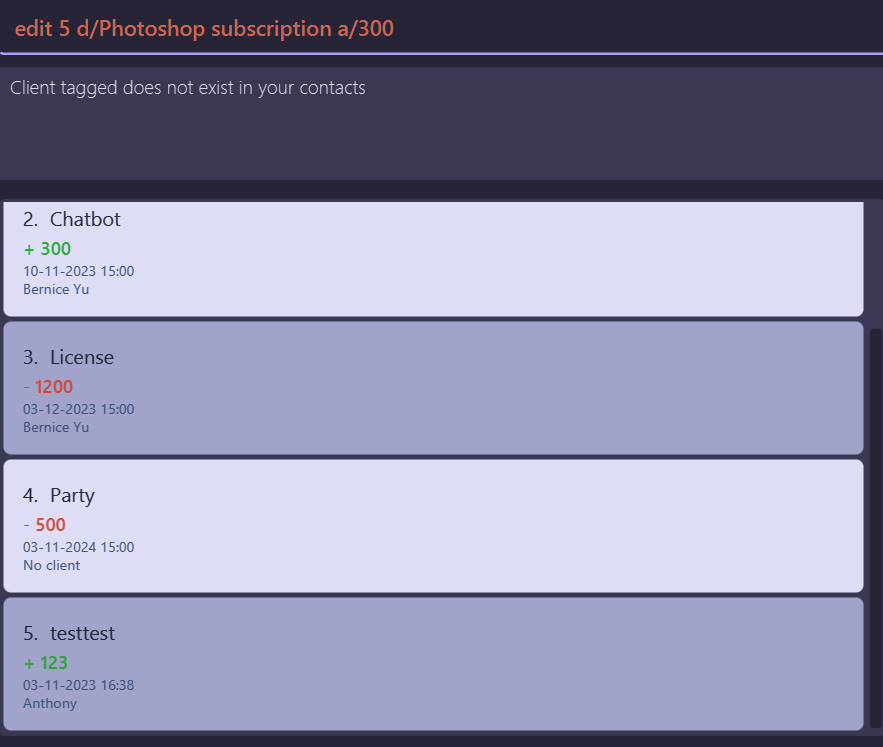 edit 5 d/Photoshop subscription a/300
Client tagged does not exist in your contacts
2. Chatbot
+ 300
10-11-2023 15:00
Bernice Yu
3. License
- 1200
03-12-2023 15:00
Bernice Yu
4. Party
- 500
03-11-2024 15:00
No client
5. testtest
+ 123
03-11-2023 16:38
Anthony